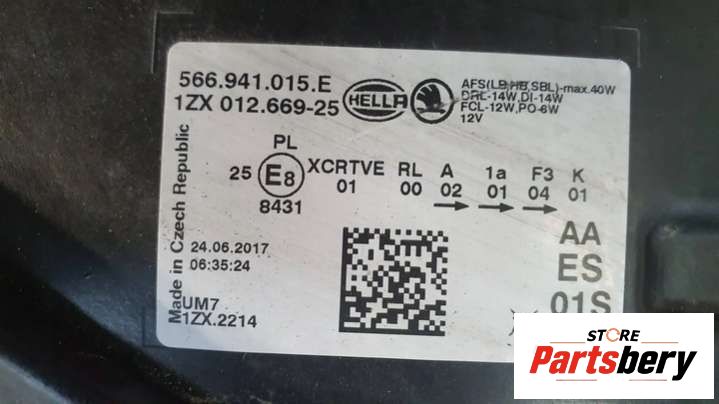 566.941.015.E
1ZX 012.669-25
HELLA
AFS(LB,HB,SBL)-max.40W
DRL-14W,DI-14W
FCL-12W,PO-6W
12V
PL
25 E8 XCRTVE RL A 1a F3 K
01 00 02 01 04 01
8431
Made in Czech Republic
24.06.2017
06:35:24
AA
ES
01S
UM7
1ZX.2214
STORE
Partsbery